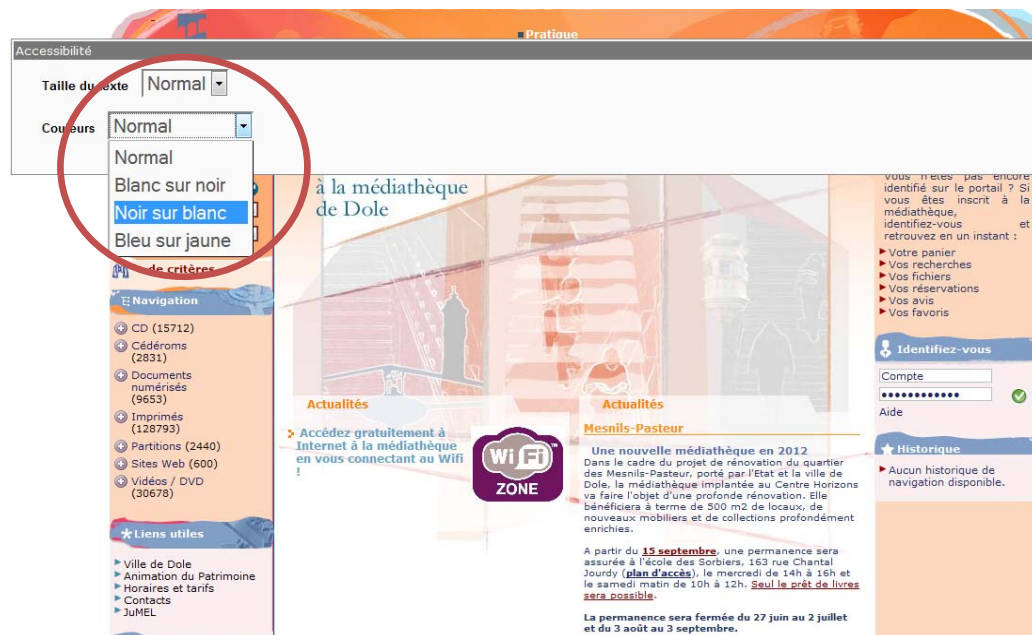 Pratique
Accessibilité
Taille du texte Normal
Couleurs Normal
Normal
Blanc sur noir
Noir sur blanc
Bleu sur jaune
de critères
Navigation
CD (15712)
Cédéroms
(2831)
Documents
numérisés
(9653)
Imprimés
(128793)
Partitions (2440)
Sites Web (600)
Vidéos / DVD
(30678)
Liens utiles
Ville de Dole
Animation du Patrimoine
Horaires et tarifs
Contacts
JuMEL
à la médiathèque
de Dole
Actualités
Accédez gratuitement à
Internet à la médiathèque
en vous connectant au Wifi
!
WiFi
TM
ZONE
Actualités
Mesnils-Pasteur
Une nouvelle médiathèque en 2012
Dans le cadre du projet de rénovation du quartier
des Mesnils-Pasteur, porté par l'Etat et la ville de
Dole, la médiathèque implantée au Centre Horizons
va faire l'objet d'une profonde rénovation. Elle
bénéficiera à terme de 500 m2 de locaux, de
nouveaux mobiliers et de collections profondément
enrichies.
A partir du 15 septembre, une permanence sera
assurée à l'école des Sorbiers, 163 rue Chantal
Jourdy (plan d'accès), le mercredi de 14h à 16h et
le samedi matin de 10h à 12h. Seul le prêt de livres
sera possible.
La permanence sera fermée du 27 juin au 2 juillet
et du 3 août au 3 septembre.
vous n'êtes pas encore
identifié sur le portail ? Si
vous êtes inscrit à la
médiathèque,
identifiez-vous et
retrouvez en un instant :
Votre panier
Vos recherches
Vos fichiers
Vos réservations
Vos avis
Vos favoris
Identifiez-vous
Compte
••••••••••••
Aide
Historique
Aucun historique de
navigation disponible.